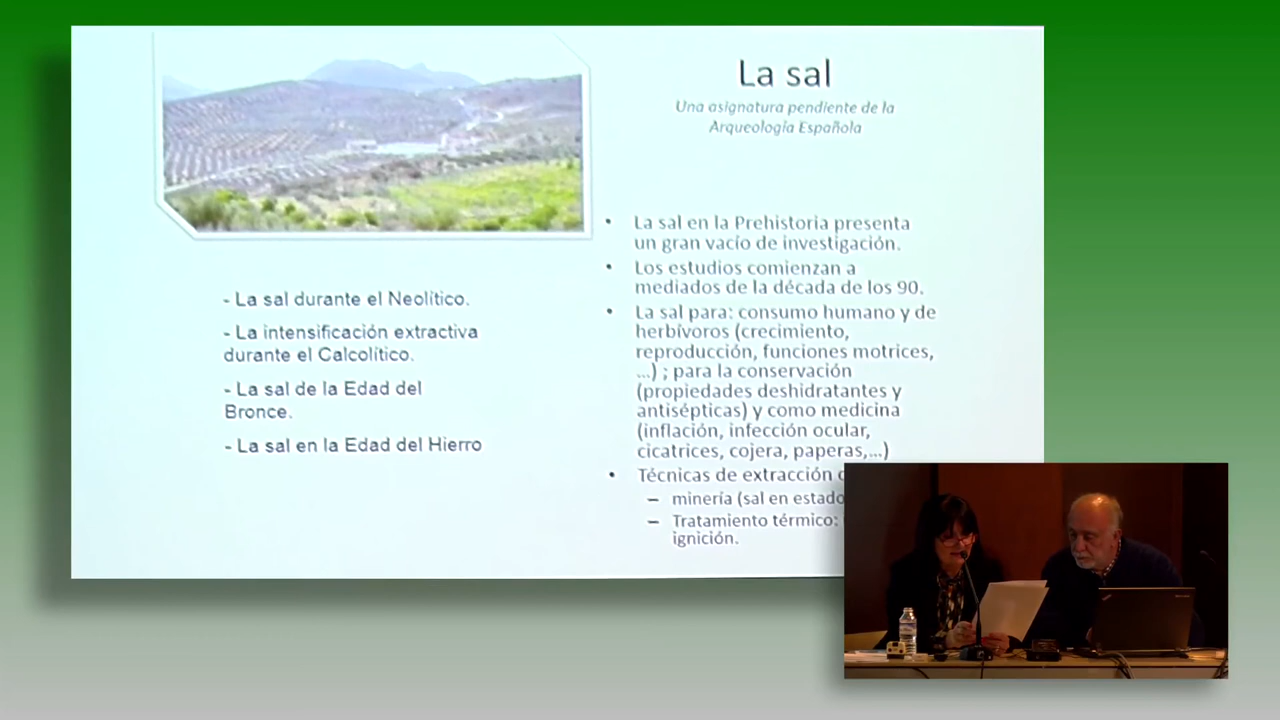 La sal
Una asignatura pendiente de la
Arqueología Española
- La sal durante el Neolítico.
- La intensificación extractiva
durante el Calcolítico.
- La sal de la Edad del
Bronce.
- La sal en la Edad del Hierro
• La sal en la Prehistoria presenta
un gran vacío de investigación.
• Los estudios comienzan a
mediados de la década de los 90.
• La sal para: consumo humano y de
herbívoros (crecimiento,
reproducción, funciones motrices,
...) ; para la conservación
(propiedades deshidratantes y
antisépticas) y como medicina
(inflación, infección ocular,
cicatrices, cojera, paperas,...)
• Técnicas de extracción
– minería (sal en estado
– Tratamiento térmico:
ignición.